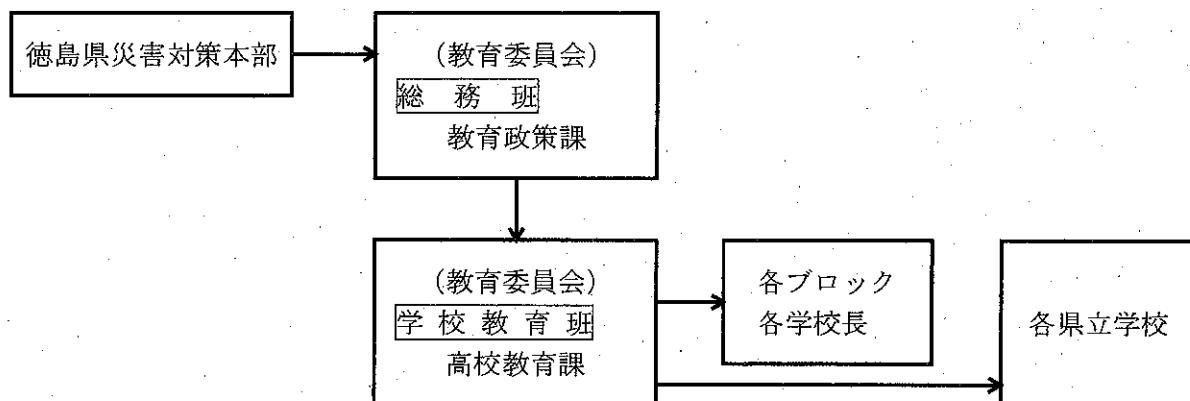 徳島県災害対策本部
（教育委員会）
総務班
教育政策課
（教育委員会）
学校教育班
高校教育課
各ブロック
各学校長
各県立学校